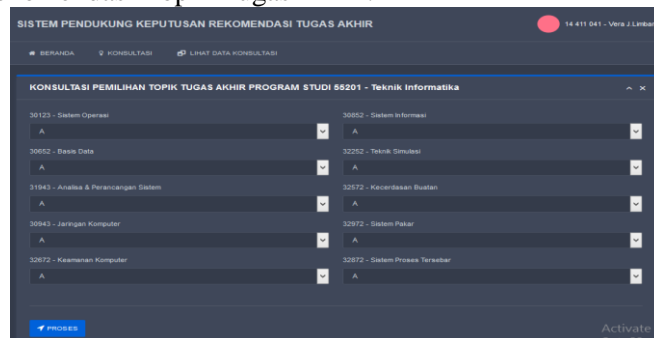 SISTEM PENDUKUNG KEPUTUSAN REKOMENDASI TUGAS AKHIR
14 411 041 - Vera J Limbar
BERANDA KONSULTASI LIHAT DATA KONSULTASI
KONSULTASI PEMILIHAN TOPIK TUGAS AKHIR PROGRAM STUDI 55201 - Teknik Informatika
30123 - Sistem Operasi 30852 - Sistem Informasi
A A
30652 - Basis Data 32252 - Teknik Simulasi
A A
31943 - Analisa & Perancangan Sistem 32572 - Kecerdasan Buatan
A A
30943 - Jaringan Komputer 32972 - Sistem Pakar
A A
32672 - Keamanan Komputer 32872 - Sistem Proses Tersebar
A A
PROSES
Activate